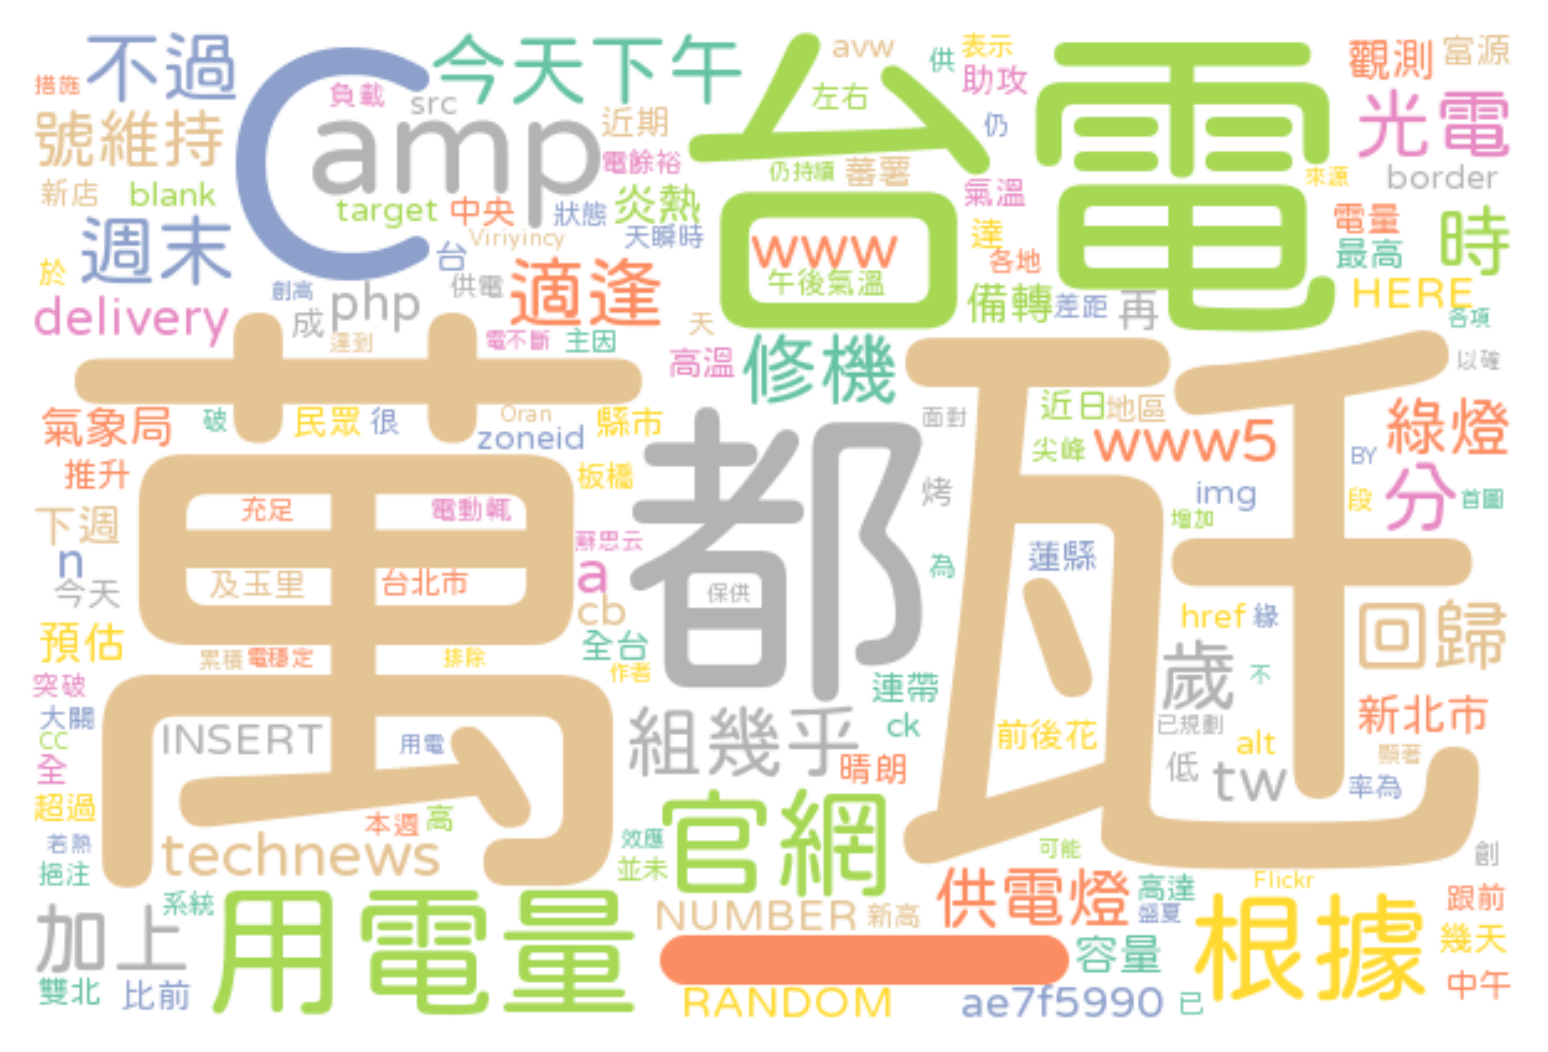 不過
今天下午
avw
供
表示
觀測
富源
措施
負載
src
左右
助攻
光電
號維持
C
amp
近期
台電
仍
電餘裕
仍持續
蕃薯
來源
border
新店
blank
target
中央
狀態
炎熱
氣溫
電量
時
週末
Viriyincy
天瞬時
www
達
最高
於
台
適逢
各地
午後氣溫
創高
供電
備轉
差距
再
HERE
delivery
成
php
天
各項
達到
電不斷
主因
高溫
修機
以確
萬
瓩
氣象局
破
民眾
很
Oran
縣市
都
面對
近日
地區
綠燈
zoneid
尖峰
www5
BY
推升
板橋
烤
img
段
分
首圖
充足
電動輒
增加
下週
蘇思云
n
a
為
蓮縣
今天
及玉里
台北市
保供
cb
href
緣
回歸
預估
全台
歲
累積
電穩定
排除
作者
不
突破
連帶
大關
組幾乎
ck
已規劃
新北市
CC
INSERT
用電
前後花
alt
顯著
全
晴朗
低
tw
率為
超過
本週
高
官網
technews
若熱
效應
可能
創
挹注
並未
Flickr
系統
用電量
供電燈
高達
根據
跟前
加上
NUMBER
新高
盛夏
幾天
容量
雙北
比前
RANDOM
ae7f5990
已
中午